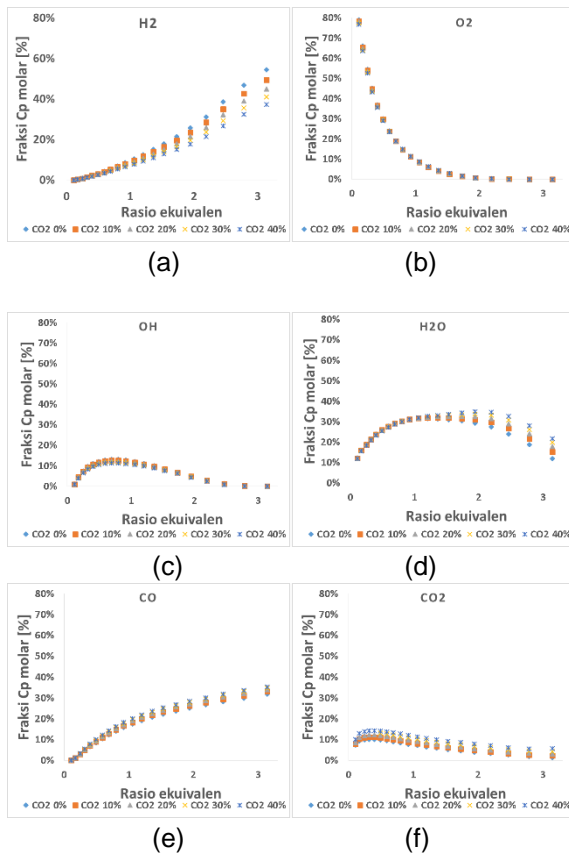 H2
Fraksi Cp molar [%]
80%
60%
40%
20%
0%
0 1 2 3
Rasio ekuivalen
CO2 0% CO2 10% CO2 20% CO2 30% CO2 40%
(a)
O2
Fraksi Cp molar [%]
80%
70%
60%
50%
40%
30%
20%
10%
0%
0 1 2 3
Rasio ekuivalen
CO2 0% CO2 10% CO2 20% CO2 30% CO2 40%
(b)
OH
Fraksi Cp molar [%]
80%
70%
60%
50%
40%
30%
20%
10%
0%
0 1 2 3
Rasio ekuivalen
CO2 0% CO2 10% CO2 20% CO2 30% CO2 40%
(c)
H2O
Fraksi Cp molar [%]
80%
70%
60%
50%
40%
30%
20%
10%
0%
0 1 2 3
Rasio ekuivalen
CO2 0% CO2 10% CO2 20% CO2 30% CO2 40%
(d)
CO
Fraksi Cp molar [%]
80%
70%
60%
50%
40%
30%
20%
10%
0%
0 1 2 3
Rasio ekuivalen
CO2 0% CO2 10% CO2 20% CO2 30% CO2 40%
(e)
CO2
Fraksi Cp molar [%]
80%
70%
60%
50%
40%
30%
20%
10%
0%
0 1 2 3
Rasio ekuivalen
CO2 0% CO2 10% CO2 20% CO2 30% CO2 40%
(f)